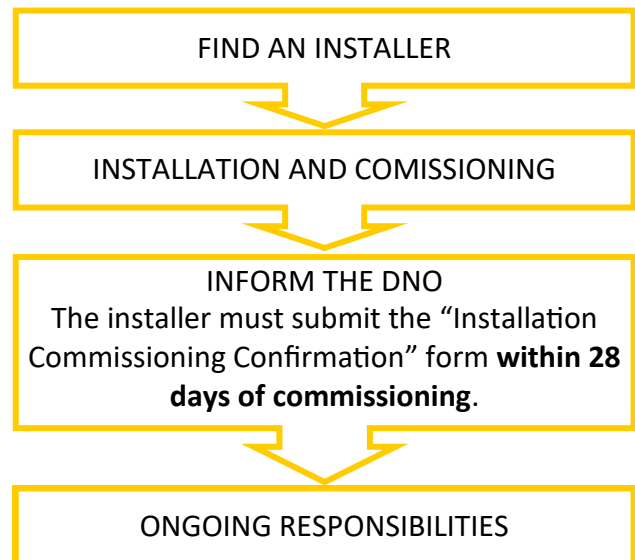 FIND AN INSTALLER
INSTALLATION AND COMISSIONING
INFORM THE DNO
The installer must submit the “Installation
Commissioning Confirmation” form within 28
days of commissioning.
ONGOING RESPONSIBILITIES